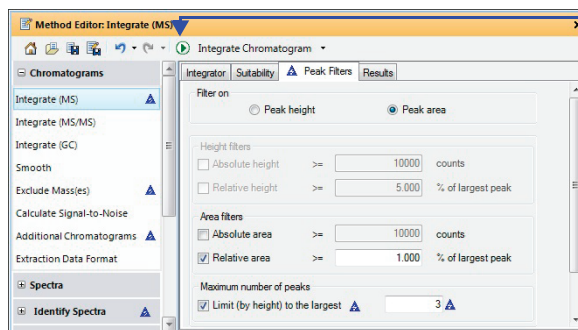 Method Editor: Integrate (MS)
Integrate Chromatogram
Chromatograms
Integrate (MS)
Integrate (MS/MS)
Integrate (GC)
Smooth
Exclude Mass(es)
Calculate Signal-to-Noise
Additional Chromatograms
Extraction Data Format
Spectra
Identify Spectra
Integrator Suitability Peak Filters Results
Filter on
Peak height Peak area
Height filters
Absolute height >= 10000 counts
Relative height >= 5.000 % of largest peak
Area filters
Absolute area >= 10000 counts
Relative area >= 1.000 % of largest peak
Maximum number of peaks
Limit (by height) to the largest 3